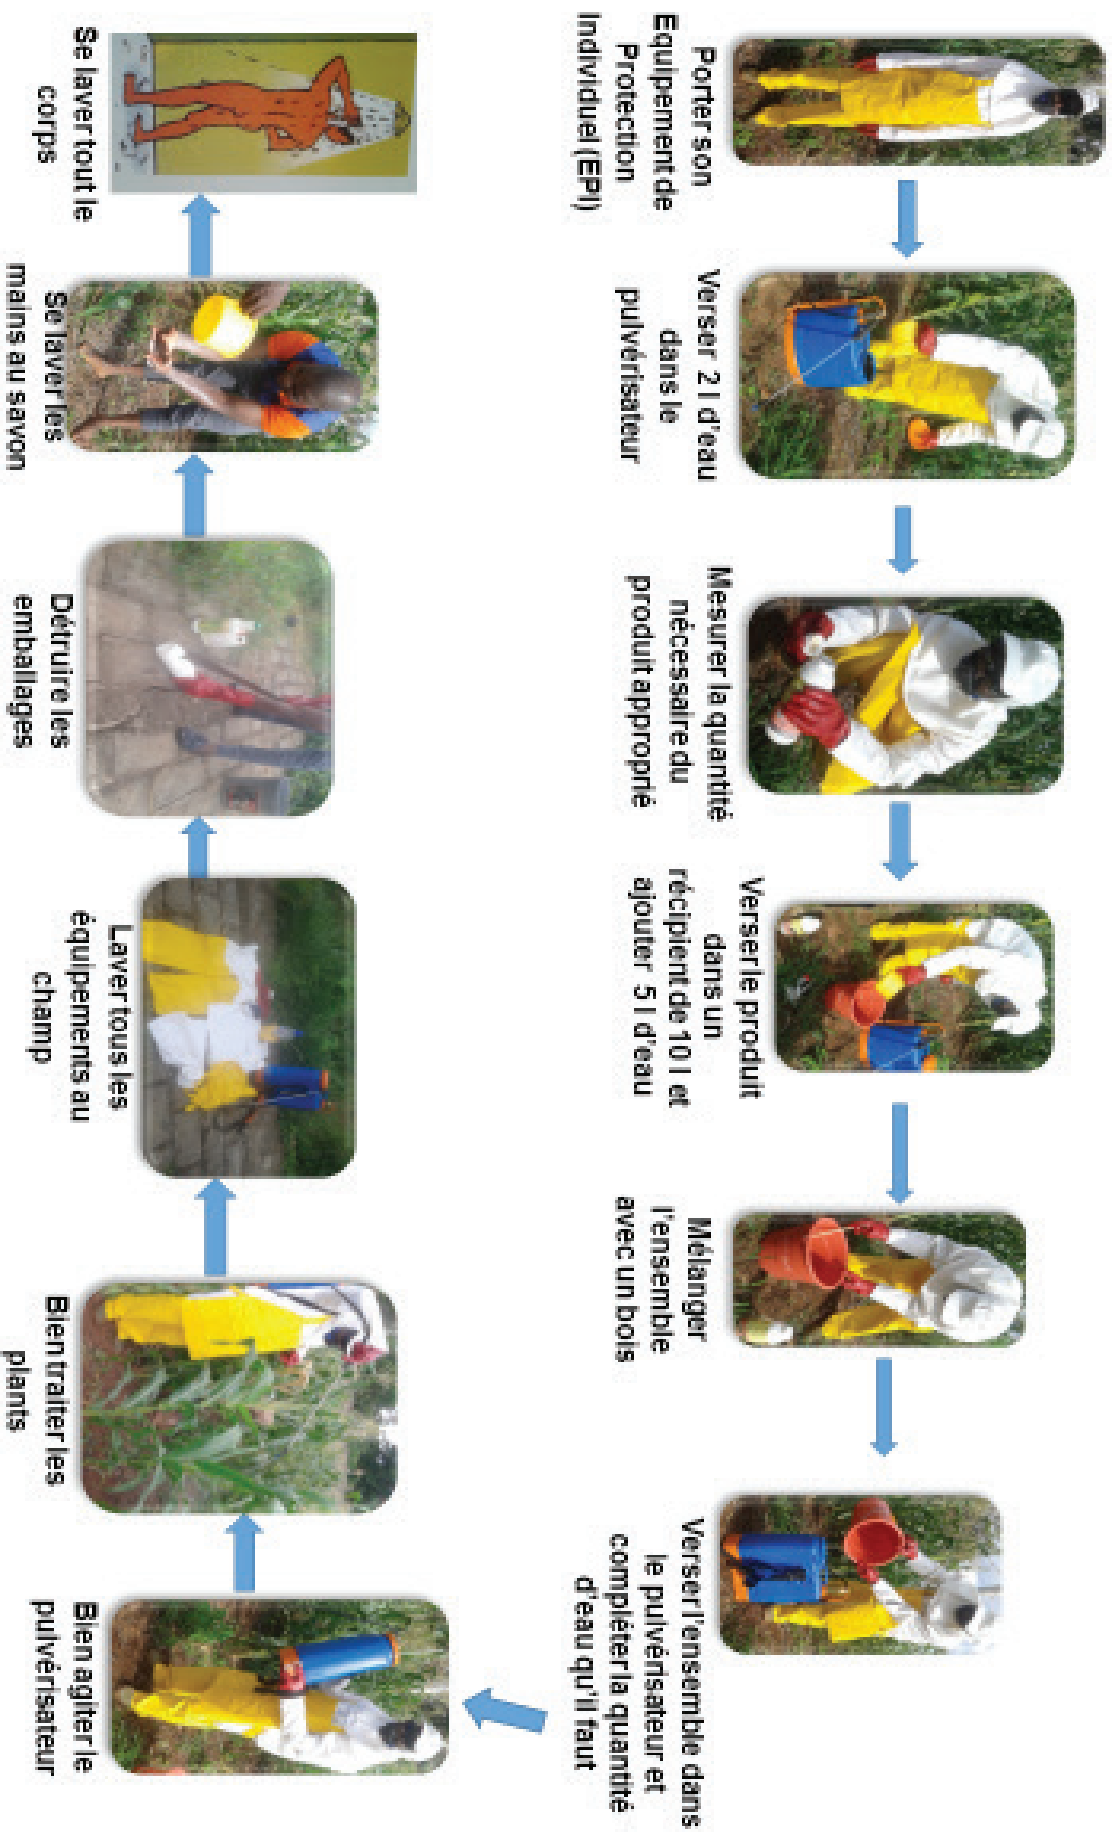 Porter son
Equipement de
Protection
Individuel (EPI)
Verser 2 l d'eau
dans le
pulvérisateur
Mesurer la quantité
nécessaire du
produit approprié
Verser le produit
dans un
récipient de 10 l et
ajouter 5 l d'eau
Mélanger
l'ensemble
avec un bois
Verser l'ensemble dans
le pulvérisateur et
compléter la quantité
d'eau qu'il faut
Bien agiter le
pulvérisateur
Bien traiter les
plants
Laver tous les
équipements au
champ
Détruire les
emballages
Se laver les
mains au savon
Se laver tout le
corps